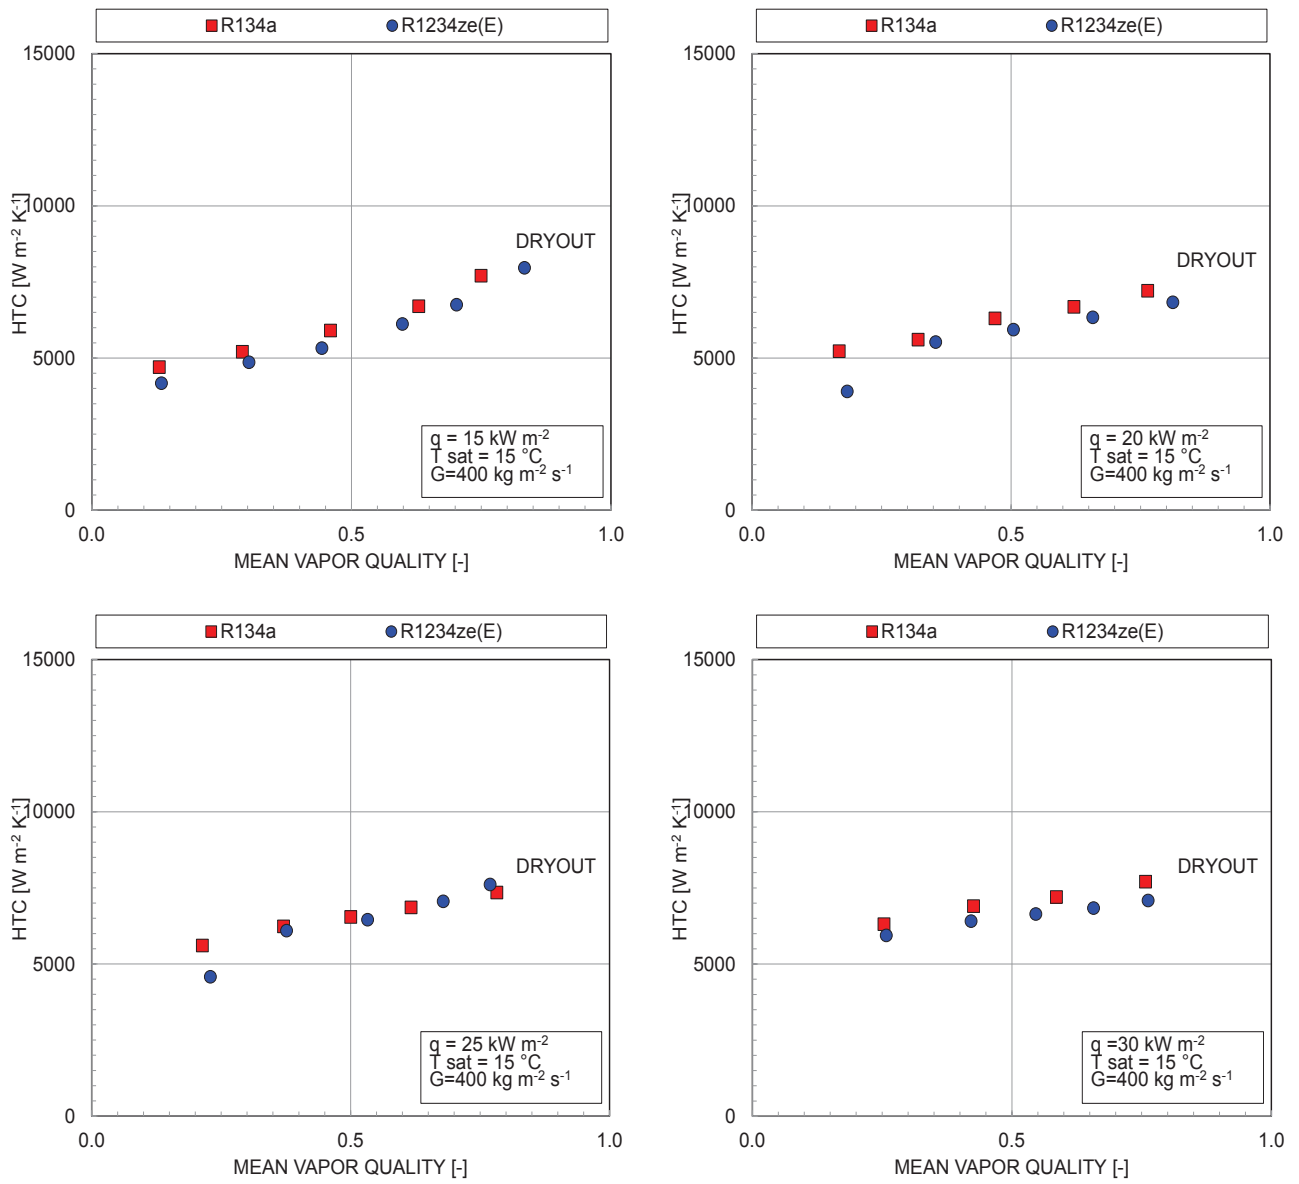 R134a R1234ze(E)
15000
10000
5000
0
HTC [W m-2 K-1]
DRYOUT
q = 15 kW m-2
T sat = 15 °C
G=400 kg m-2 s-1
0.0 0.5 1.0
MEAN VAPOR QUALITY [-]
R134a R1234ze(E)
15000
10000
5000
0
HTC [W m-2 K-1]
DRYOUT
q = 20 kW m-2
T sat = 15 °C
G=400 kg m-2 s-1
0.0 0.5 1.0
MEAN VAPOR QUALITY [-]
R134a R1234ze(E)
15000
10000
5000
0
HTC [W m-2 K-1]
DRYOUT
q = 25 kW m-2
T sat = 15 °C
G=400 kg m-2 s-1
0.0 0.5 1.0
MEAN VAPOR QUALITY [-]
R134a R1234ze(E)
15000
10000
5000
0
HTC [W m-2 K-1]
DRYOUT
q =30 kW m-2
T sat = 15 °C
G=400 kg m-2 s-1
0.0 0.5 1.0
MEAN VAPOR QUALITY [-]